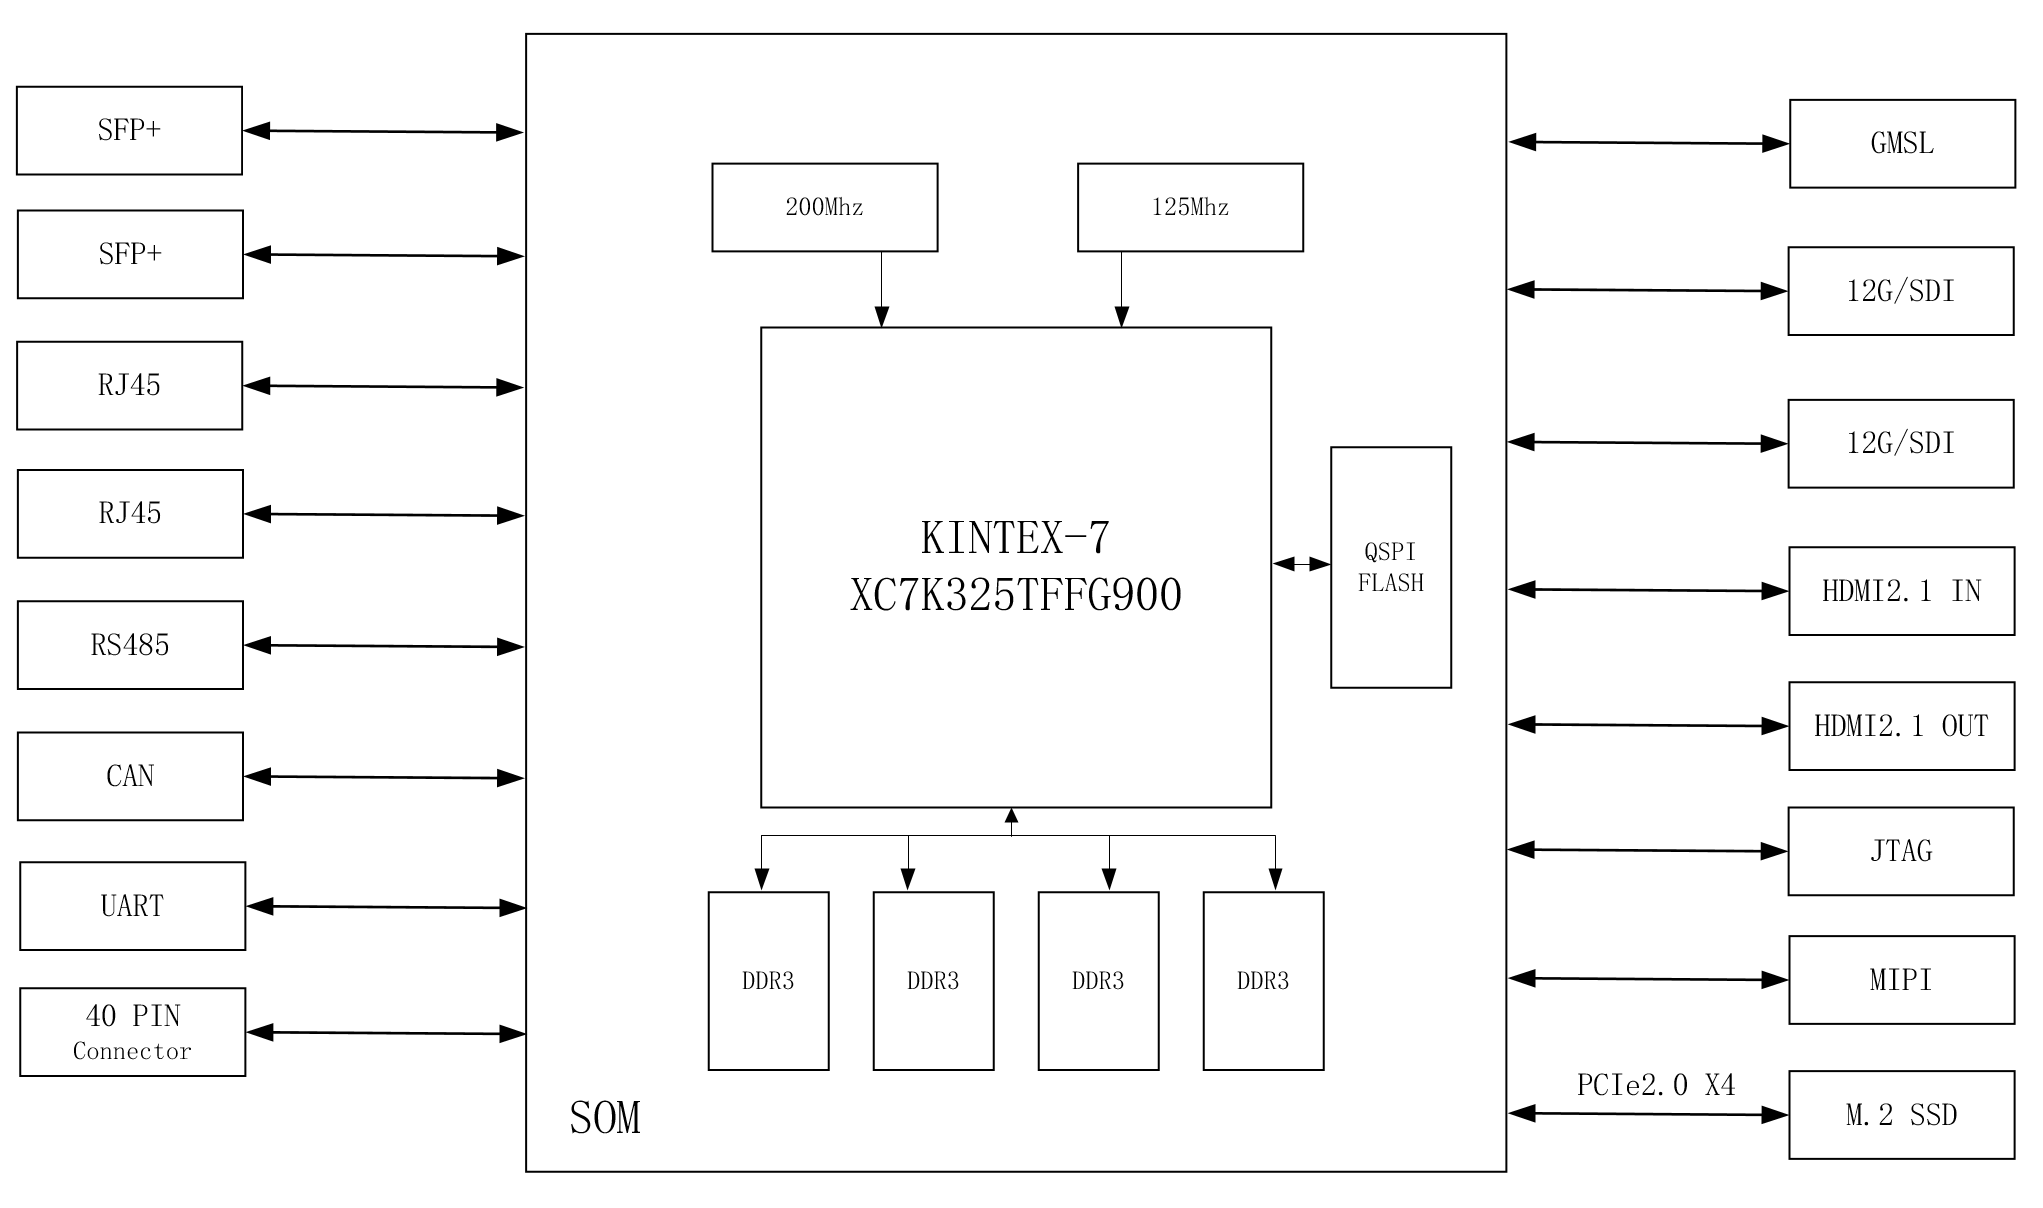 SFP+
SFP+
RJ45
RJ45
RS485
CAN
UART
40 PIN
Connector
200Mhz
125Mhz
KINTEX-7
XC7K325TFFG900
QSPI
FLASH
DDR3
DDR3
DDR3
DDR3
SOM
GMSL
12G/SDI
12G/SDI
HDMI2.1 IN
HDMI2.1 OUT
JTAG
MIPI
PCIe2.0 X4
M.2 SSD